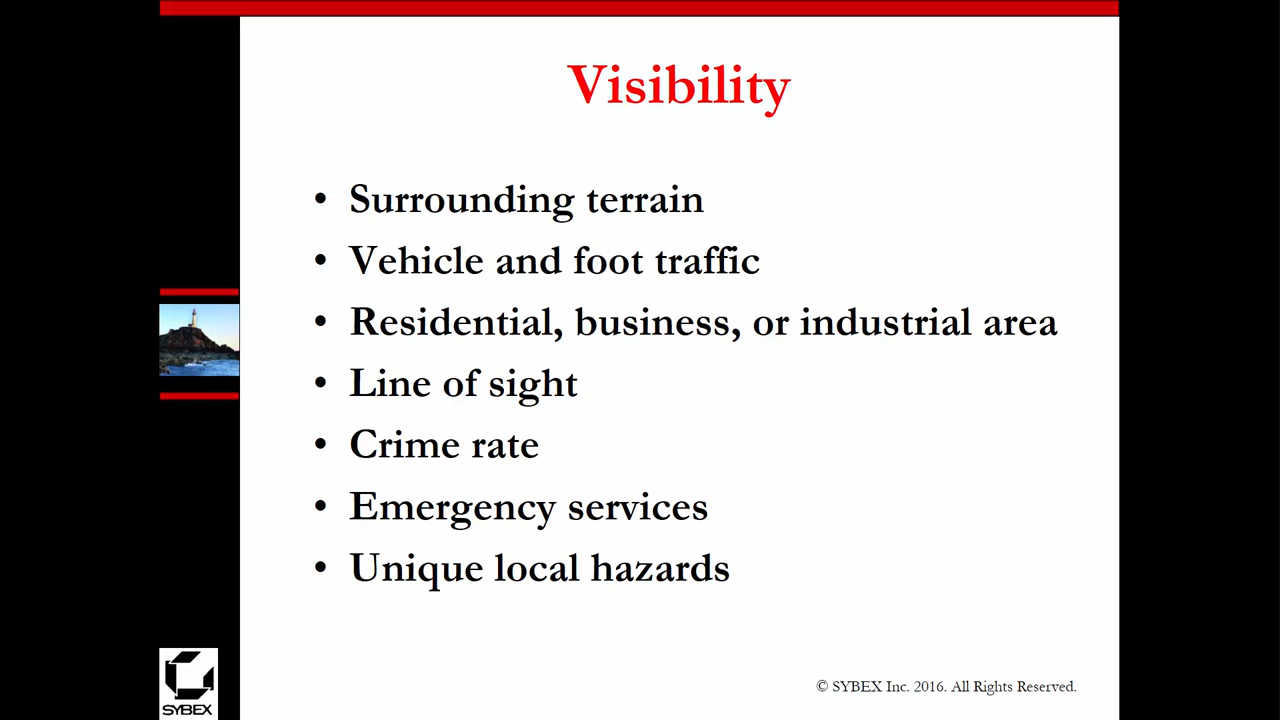 Visibility
• Surrounding terrain
• Vehicle and foot traffic
• Residential, business, or industrial area
• Line of sight
• Crime rate
• Emergency services
• Unique local hazards
© SYBEX Inc. 2016. All Rights Reserved.
SYBEX